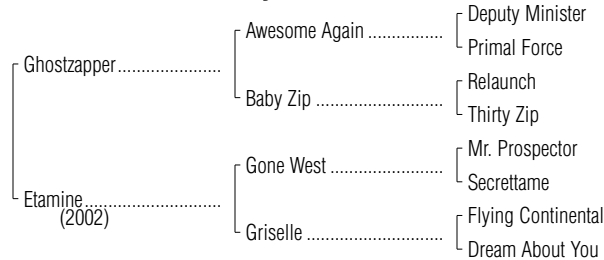 Deputy Minister
Awesome Again ................
Primal Force
Ghostzapper......................
Relaunch
Baby Zip ...........................
Thirty Zip
Mr. Prospector
Gone West ........................
Secrettame
Etamine.............................
(2002)
Flying Continental
Griselle .............................
Dream About You